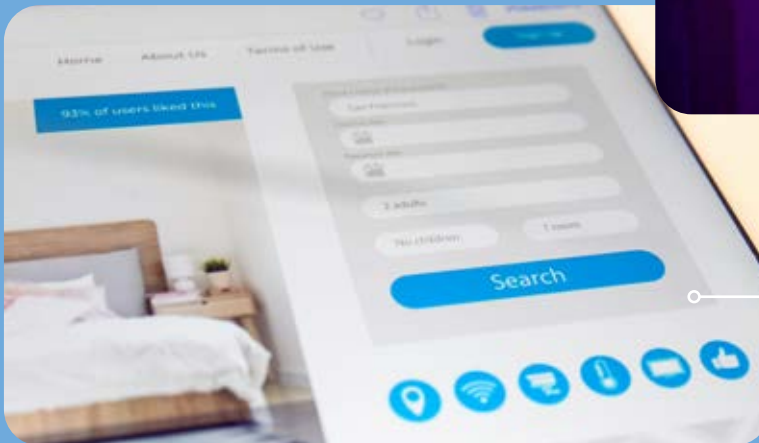 Home About Us Terms of Use Login
93% of users liked this
San Francisco
2 adults
No children 1 room
Search